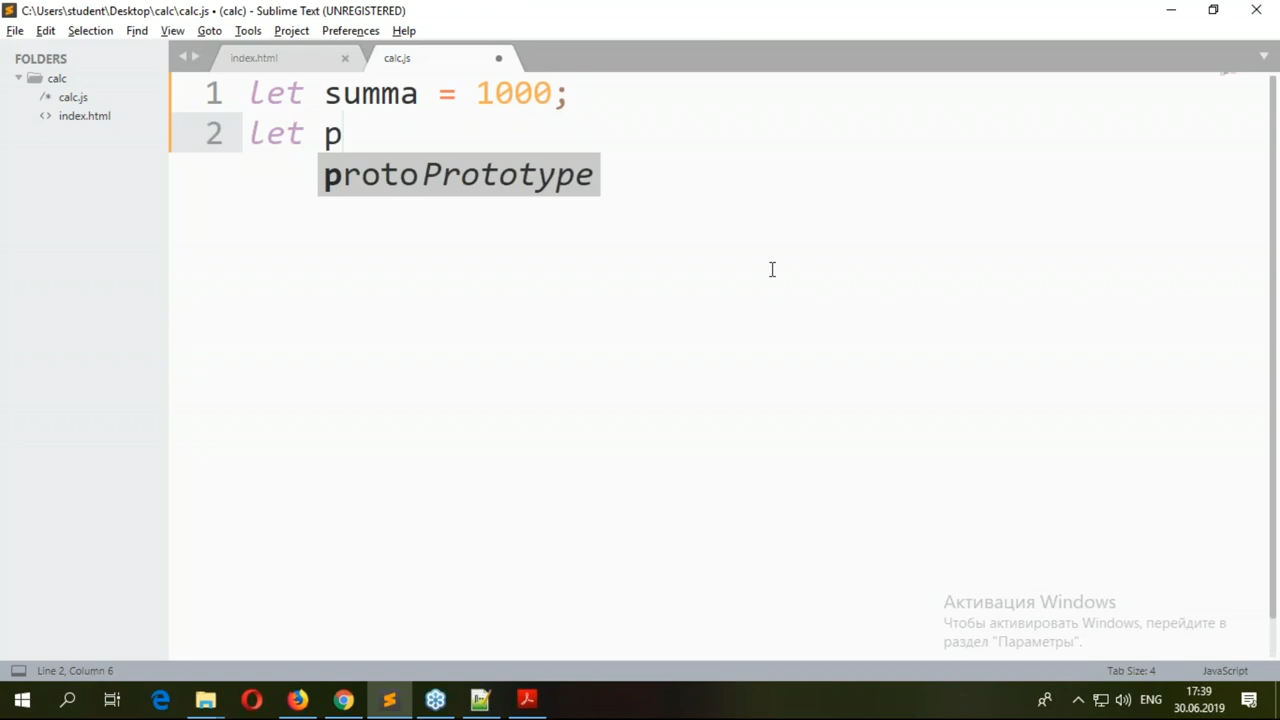 C:\Users\student\Desktop\calc\calc.js • (calc) - Sublime Text (UNREGISTERED)
File Edit Selection Find View Goto Tools Project Preferences Help
FOLDERS
calc
calc.js
index.html
index.html
calc.js
1 let summa = 1000;
2 let p
protoPrototype
Активация Windows
Чтобы активировать Windows, перейдите в
раздел "Параметры".
Line 2, Column 6
Tab Size: 4
JavaScript
ENG
17:39
30.06.2019